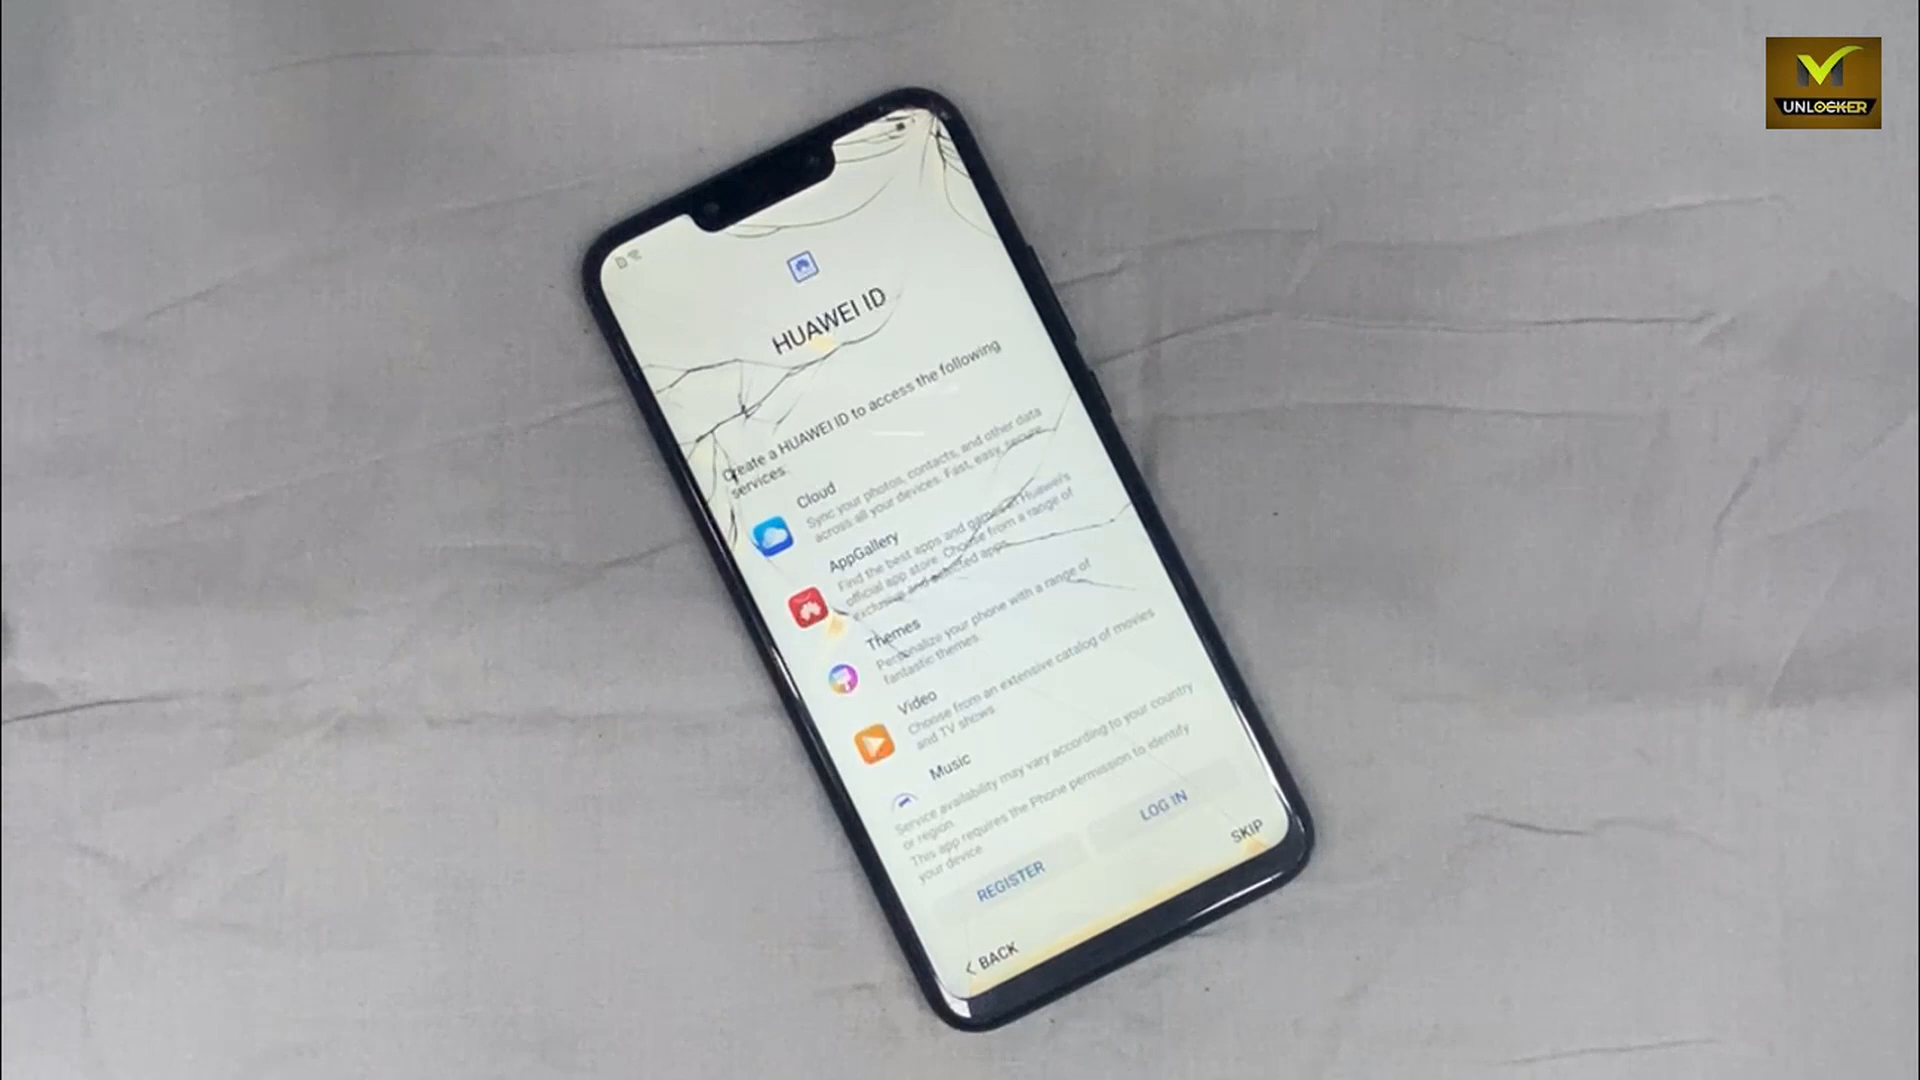 UNLOCKER
HUAWEI ID
Create a HUAWEI ID to access the following
services:
Cloud
Sync your photos, contacts, and other data
across all your devices. Fast, easy, secure.
AppGallery
Find the best apps and games in Huawei's
official app store. Choose from a range of
exclusive and selected apps.
Themes
Personalize your phone with a range of
fantastic themes.
Video
Choose from an extensive catalog of movies
and TV shows.
Music
Service availability may vary according to your country
or region.
This app requires the Phone permission to identify
your device.
REGISTER
LOG IN
< BACK
SKIP